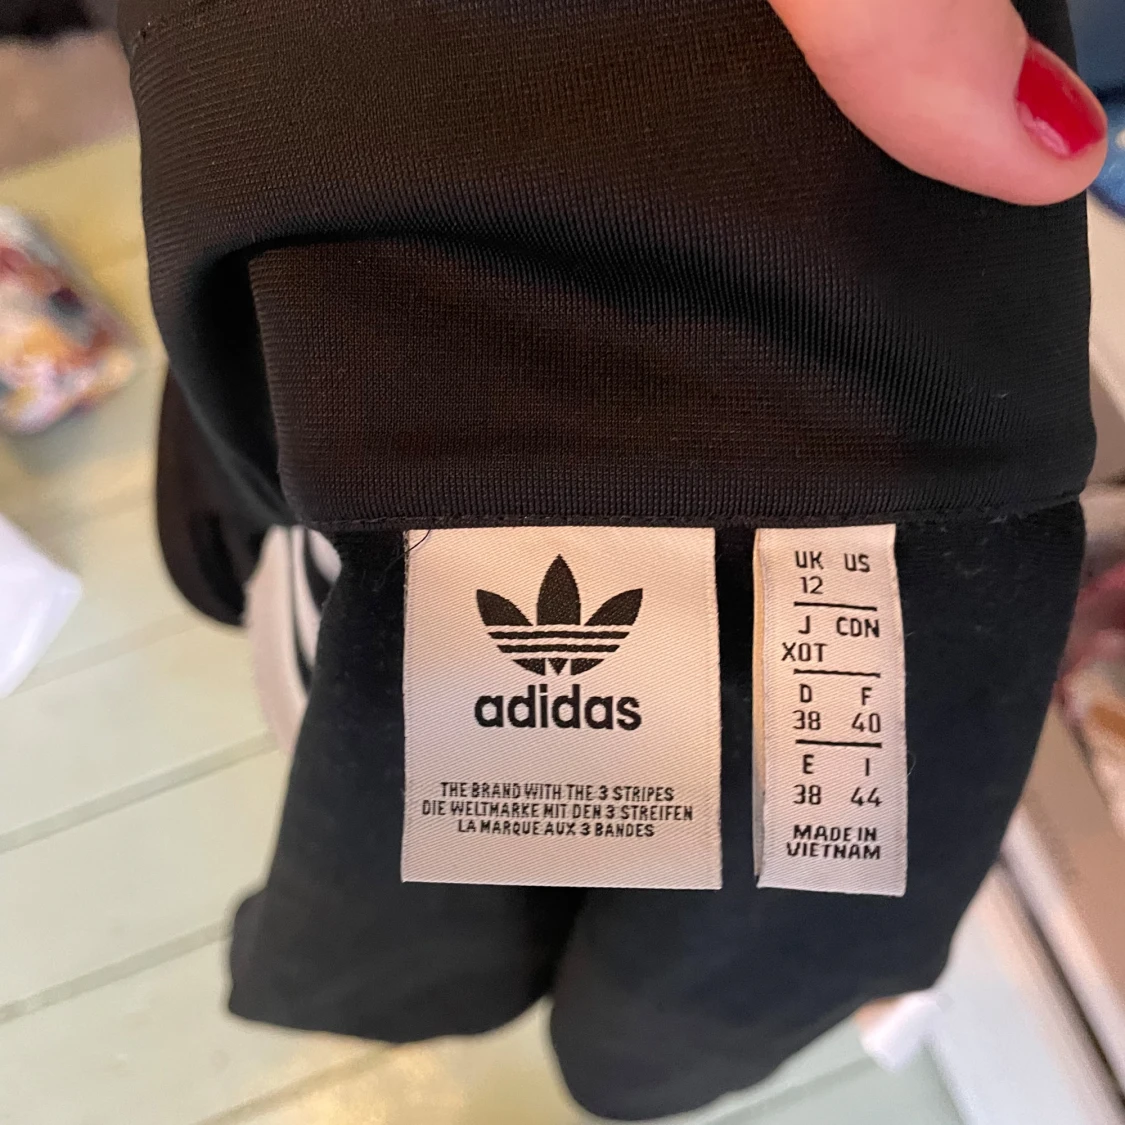 adidas
THE BRAND WITH THE 3 STRIPES
DIE WELTMARKE MIT DEN 3 STREIFEN
LA MARQUE AUX 3 BANDES
UK US
12
J CDN
XOT
D F
38 40
E I
38 44
MADE IN
VIETNAM